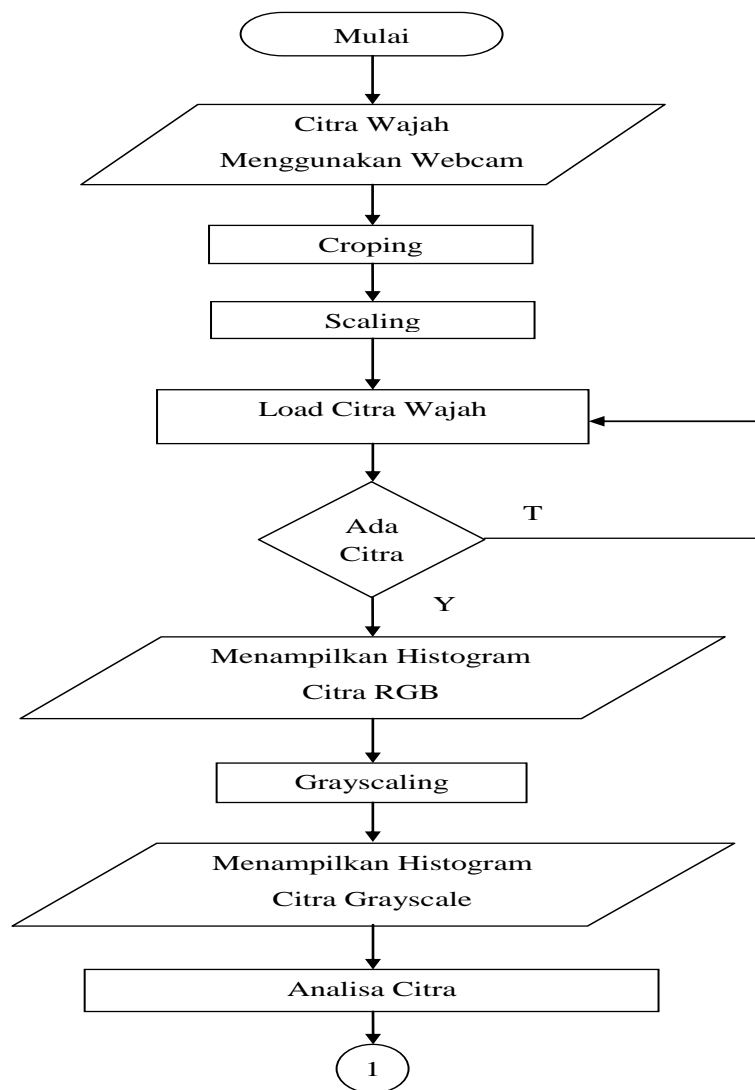 Mulai
Citra Wajah
Menggunakan Webcam
Croping
Scaling
Load Citra Wajah
Ada
Citra
T
Y
Menampilkan Histogram
Citra RGB
Grayscaling
Menampilkan Histogram
Citra Grayscale
Analisa Citra
1